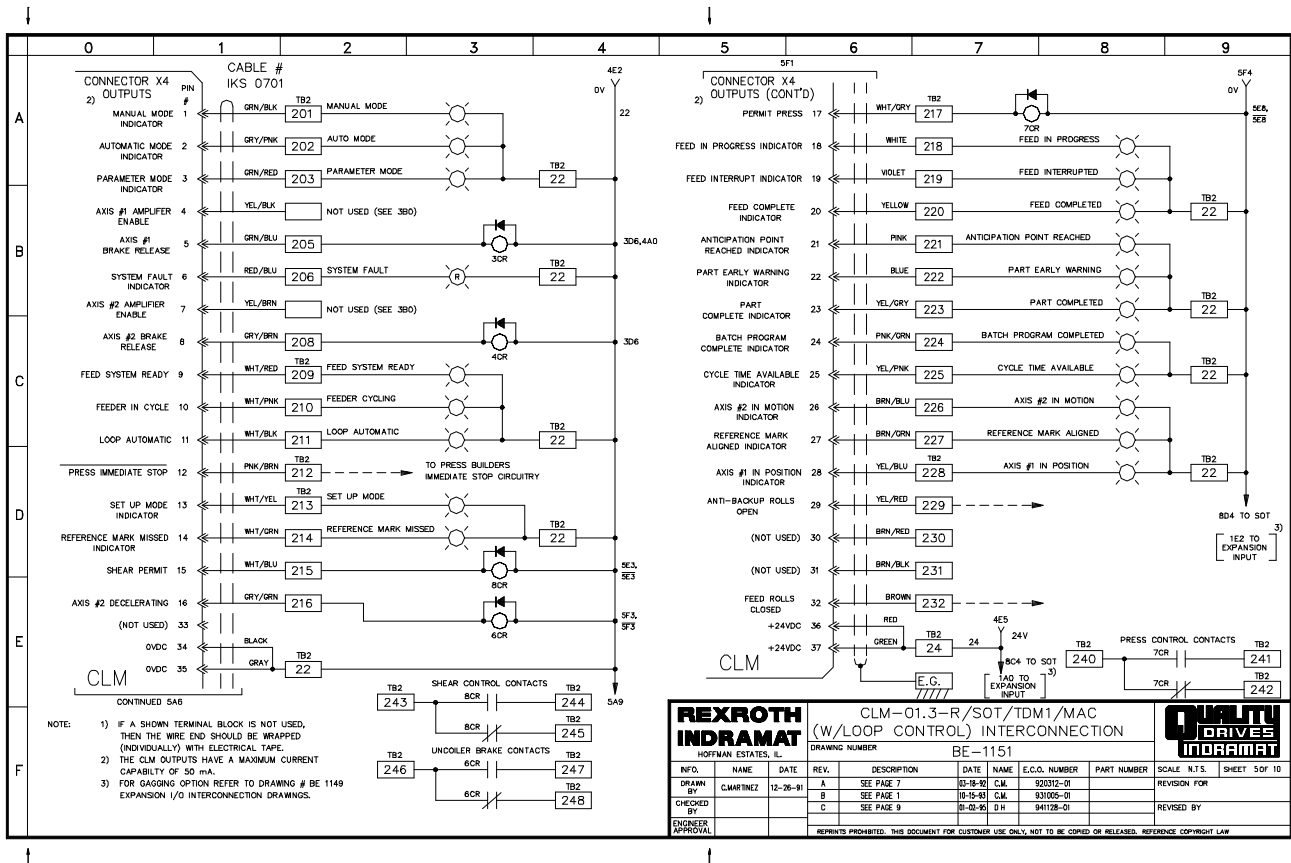 0 1 2 3 4 5 6 7 8 9
A
B
C
D
E
F
CONNECTOR X4
2) OUTPUTS
PIN
#
CABLE #
IKS 0701
4E2
0V
22
MANUAL MODE INDICATOR 1 GRN/BLK TB2 201 MANUAL MODE
AUTOMATIC MODE INDICATOR 2 GRY/PNK 202 AUTO MODE
PARAMETER MODE INDICATOR 3 GRN/RED 203 PARAMETER MODE TB2 22
AXIS #1 AMPLIFER ENABLE 4 YEL/BLK NOT USED (SEE 3B0)
AXIS #1 BRAKE RELEASE 5 GRN/BLU 205 3CR 3D6,4A0
SYSTEM FAULT INDICATOR 6 RED/BLU 206 SYSTEM FAULT R TB2 22
AXIS #2 AMPLIFIER ENABLE 7 YEL/BRN NOT USED (SEE 3B0)
AXIS #2 BRAKE RELEASE 8 GRY/BRN 208 4CR 3D6
FEED SYSTEM READY 9 WHT/RED TB2 209 FEED SYSTEM READY
FEEDER IN CYCLE 10 WHT/PNK 210 FEEDER CYCLING
LOOP AUTOMATIC 11 WHT/BLK 211 LOOP AUTOMATIC TB2 22
PRESS IMMEDIATE STOP 12 PNK/BRN TB2 212 TO PRESS BUILDERS IMMEDIATE STOP CIRCUITRY
SET UP MODE INDICATOR 13 WHT/YEL 213 SET UP MODE
REFERENCE MARK MISSED INDICATOR 14 WHT/GRN 214 REFERENCE MARK MISSED TB2 22
SHEAR PERMIT 15 WHT/BLU 215 8CR 5E3, 5E3
AXIS #2 DECELERATING 16 GRY/GRN 216 6CR 5F3, 5F3
(NOT USED) 33
0VDC 34 BLACK
0VDC 35 GRAY TB2 22
CLM
CONTINUED 5A6
5A9
SHEAR CONTROL CONTACTS
TB2 243 8CR TB2 244
8CR TB2 245
UNCOILER BRAKE CONTACTS
TB2 246 6CR TB2 247
6CR TB2 248
NOTE: 1) IF A SHOWN TERMINAL BLOCK IS NOT USED,
THEN THE WIRE END SHOULD BE WRAPPED
(INDIVIDUALLY) WITH ELECTRICAL TAPE.
2) THE CLM OUTPUTS HAVE A MAXIMUM CURRENT
CAPABILTY OF 50 mA.
3) FOR GAGGING OPTION REFER TO DRAWING # BE 1149
EXPANSION I/O INTERCONNECTION DRAWINGS.
5F1
CONNECTOR X4
2) OUTPUTS (CONT'D)
5F4
0V
PERMIT PRESS 17 WHT/GRY TB2 217 7CR 5E8, 5E8
FEED IN PROGRESS INDICATOR 18 WHITE 218 FEED IN PROGRESS
FEED INTERRUPT INDICATOR 19 VIOLET 219 FEED INTERRUPTED
FEED COMPLETE INDICATOR 20 YELLOW 220 FEED COMPLETED TB2 22
ANTICIPATION POINT REACHED INDICATOR 21 PINK 221 ANTICIPATION POINT REACHED
PART EARLY WARNING INDICATOR 22 BLUE 222 PART EARLY WARNING
PART COMPLETE INDICATOR 23 YEL/GRY 223 PART COMPLETED TB2 22
BATCH PROGRAM COMPLETE INDICATOR 24 PNK/GRN 224 BATCH PROGRAM COMPLETED
CYCLE TIME AVAILABLE INDICATOR 25 YEL/PNK 225 CYCLE TIME AVAILABLE TB2 22
AXIS #2 IN MOTION INDICATOR 26 BRN/BLU 226 AXIS #2 IN MOTION
REFERENCE MARK ALIGNED INDICATOR 27 BRN/GRN 227 REFERENCE MARK ALIGNED
AXIS #1 IN POSITION INDICATOR 28 YEL/BLU TB2 228 AXIS #1 IN POSITION TB2 22
ANTI-BACKUP ROLLS OPEN 29 YEL/RED 229
(NOT USED) 30 BRN/RED 230
(NOT USED) 31 BRN/BLK 231
FEED ROLLS CLOSED 32 BROWN 232
+24VDC 36 RED
+24VDC 37 GREEN TB2 24 24
4E5
24V
CLM
E.G.
8C4 TO SOT
3)
1A0 TO
EXPANSION
INPUT
8D4 TO SOT
3)
1E2 TO
EXPANSION
INPUT
PRESS CONTROL CONTACTS
TB2 240 7CR TB2 241
7CR TB2 242
REXROTH
INDRAMAT
HOFFMAN ESTATES, IL.
CLM-01.3-R/SOT/TDM1/MAC
(W/LOOP CONTROL) INTERCONNECTION
DRAWING NUMBER BE-1151
QUALITY
DRIVES
INDRAMAT
INFO. NAME DATE REV. DESCRIPTION DATE NAME E.C.O. NUMBER PART NUMBER SCALE N.T.S. SHEET 5 OF 10
DRAWN BY C.MARTINEZ 12-26-91 A SEE PAGE 7 03-18-92 C.M. 920312-01 REVISION FOR
CHECKED BY B SEE PAGE 1 10-15-93 C.M. 931005-01
C SEE PAGE 9 01-02-95 D H 941128-01 REVISED BY
ENGINEER APPROVAL
REPRINTS PROHIBITED. THIS DOCUMENT FOR CUSTOMER USE ONLY, NOT TO BE COPIED OR RELEASED. REFERENCE COPYRIGHT LAW